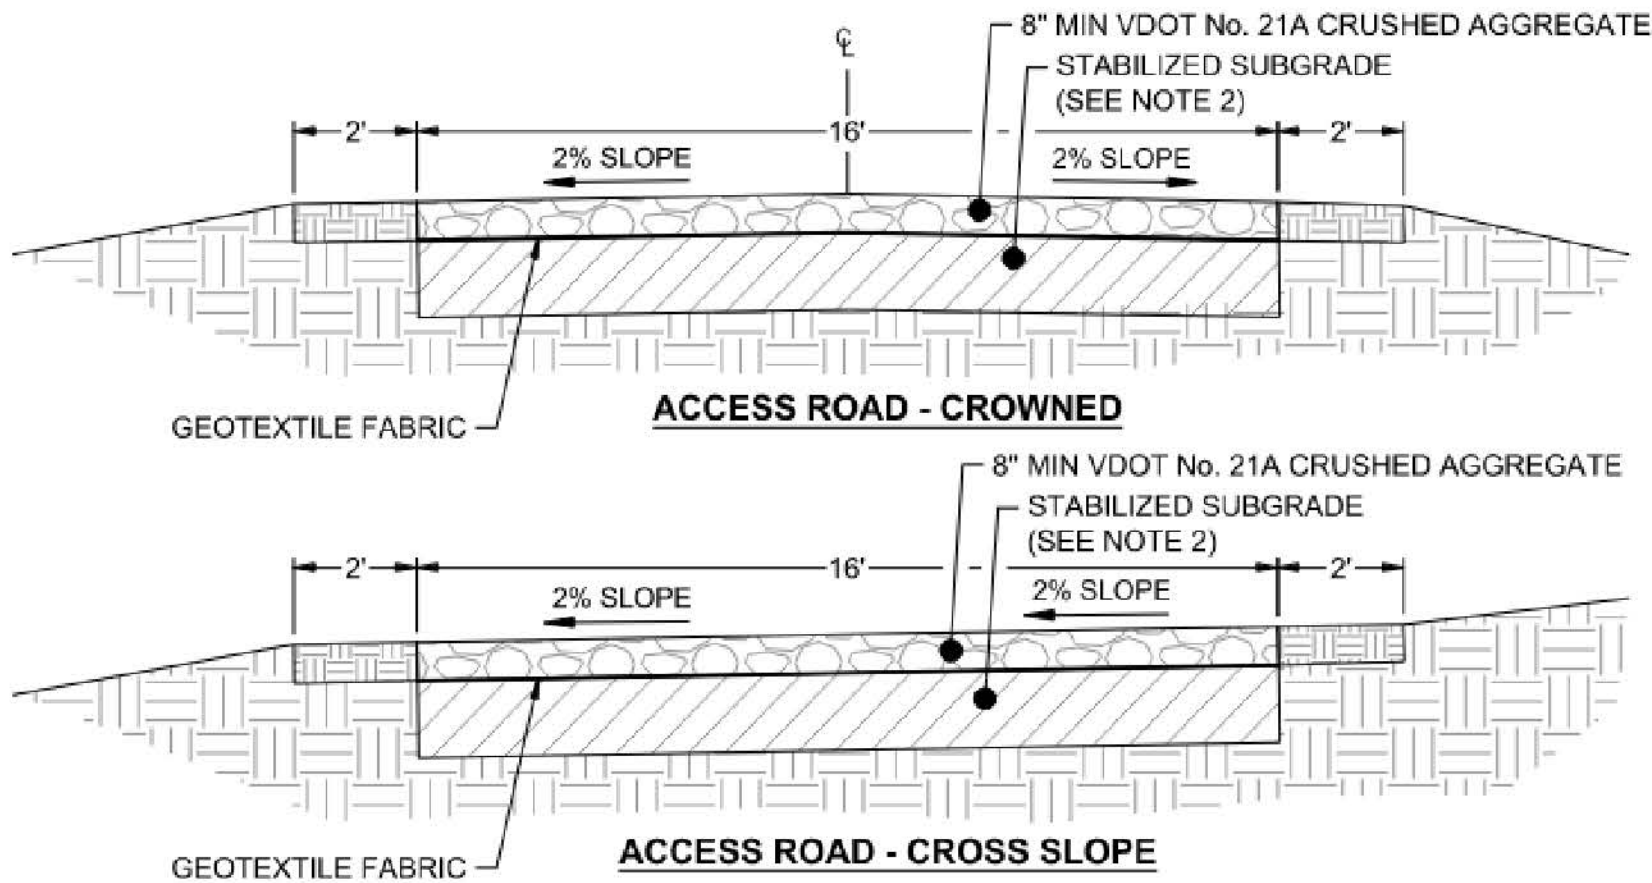 8" MIN VDOT No. 21A CRUSHED AGGREGATE
℄
STABILIZED SUBGRADE
(SEE NOTE 2)
2' 16' 2'
2% SLOPE 2% SLOPE
ACCESS ROAD - CROWNED
GEOTEXTILE FABRIC
8" MIN VDOT No. 21A CRUSHED AGGREGATE
STABILIZED SUBGRADE
(SEE NOTE 2)
2' 16' 2'
2% SLOPE 2% SLOPE
ACCESS ROAD - CROSS SLOPE
GEOTEXTILE FABRIC